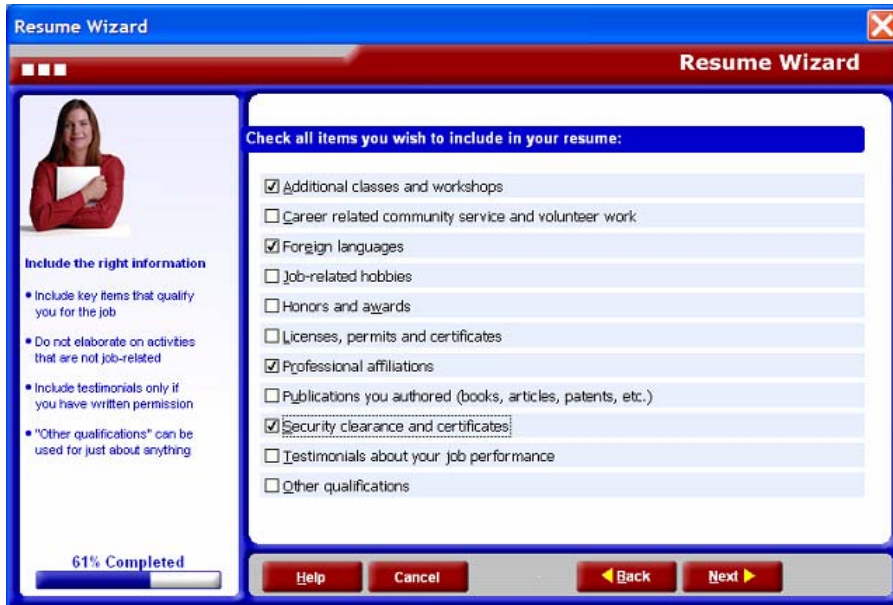 Resume Wizard
Resume Wizard
Include the right information
• Include key items that qualify
you for the job
• Do not elaborate on activities
that are not job-related
• Include testimonials only if
you have written permission
• "Other qualifications" can be
used for just about anything
61% Completed
Check all items you wish to include in your resume:
Additional classes and workshops
Career related community service and volunteer work
Foreign languages
Job-related hobbies
Honors and awards
Licenses, permits and certificates
Professional affiliations
Publications you authored (books, articles, patents, etc.)
Security clearance and certificates
Testimonials about your job performance
Other qualifications
Help Cancel Back Next